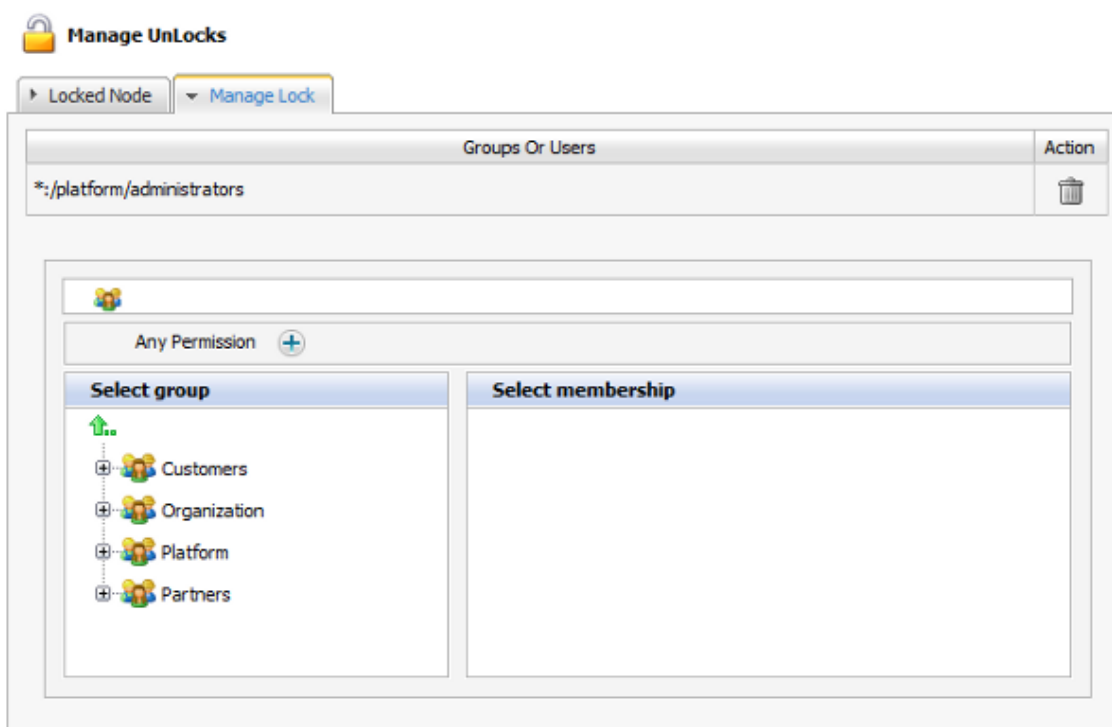 Manage UnLocks
Locked Node Manage Lock
Groups Or Users Action
*:/platform/administrators
Any Permission
Select group Select membership
Customers
Organization
Platform
Partners